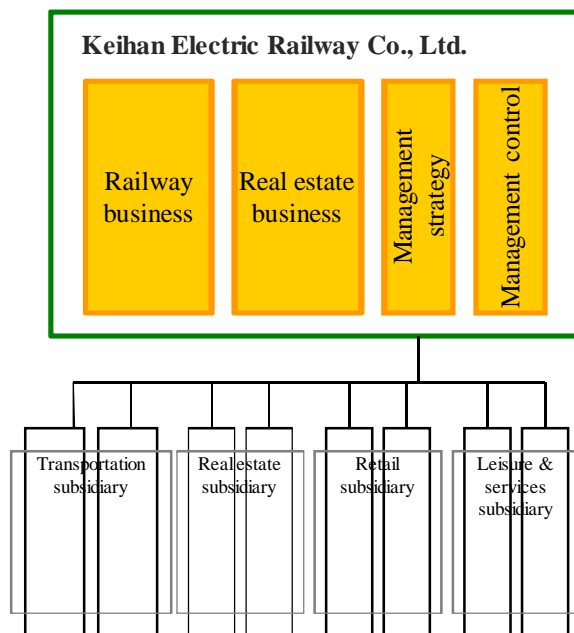 Keihan Electric Railway Co., Ltd.
Railway
business
Real estate
business
Management
strategy
Management control
Transportation
subsidiary
Real estate
subsidiary
Retail
subsidiary
Leisure &
services
subsidiary